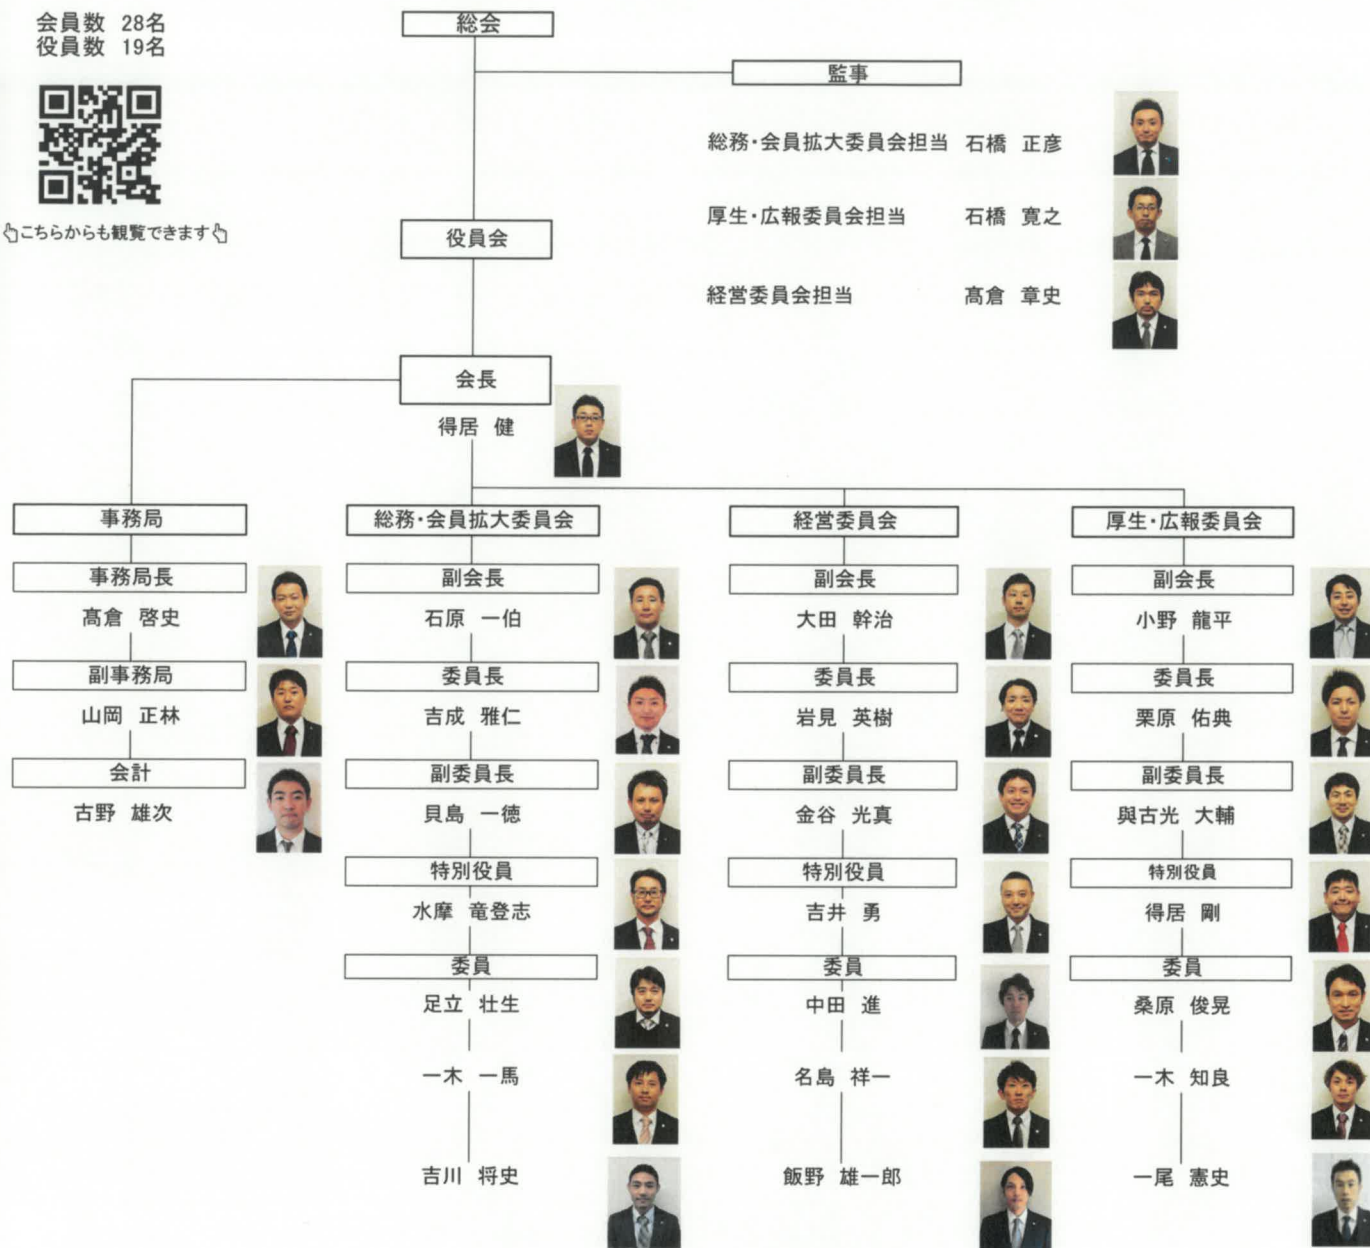 会員数 28名
役員数 19名
こちらからも観覧できます
総会
監事
総務・会員拡大委員会担当 石橋 正彦
厚生・広報委員会担当 石橋 寛之
経営委員会担当 髙倉 章史
役員会
会長
得居 健
事務局
事務局長
髙倉 啓史
副事務局
山岡 正林
会計
古野 雄次
総務・会員拡大委員会
副会長
石原 一伯
委員長
吉成 雅仁
副委員長
貝島 一徳
特別役員
水摩 竜登志
委員
足立 壮生
一木 一馬
吉川 将史
経営委員会
副会長
大田 幹治
委員長
岩見 英樹
副委員長
金谷 光真
特別役員
吉井 勇
委員
中田 進
名島 祥一
飯野 雄一郎
厚生・広報委員会
副会長
小野 龍平
委員長
栗原 佑典
副委員長
與古光 大輔
特別役員
得居 剛
委員
桑原 俊晃
一木 知良
一尾 憲史